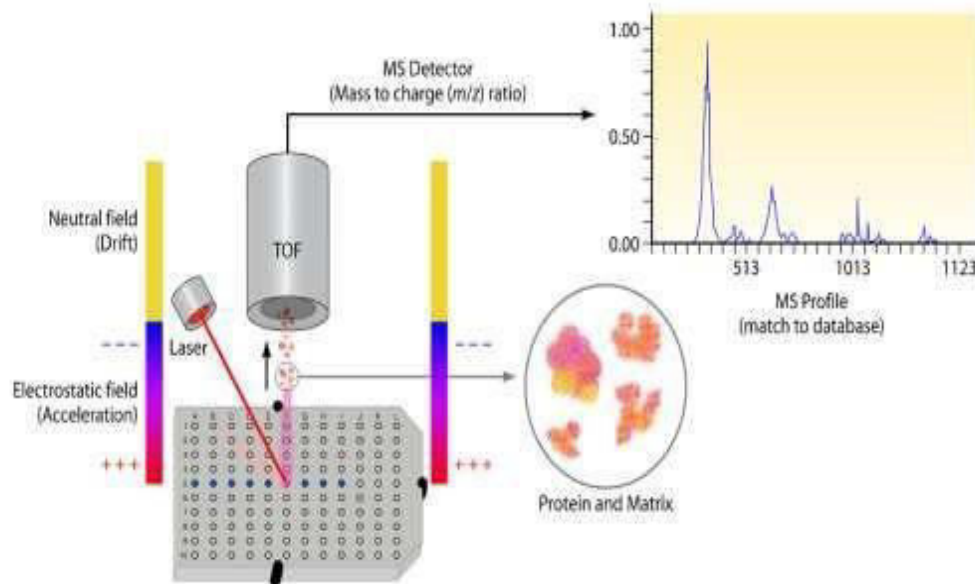 MS Detector
(Mass to charge (m/z) ratio)
1.00
0.50
0.00
513
1013
1123
MS Profile
(match to database)
Neutral field
(Drift)
TOF
Laser
Electrostatic field
(Acceleration)
+++
+++
Protein and Matrix